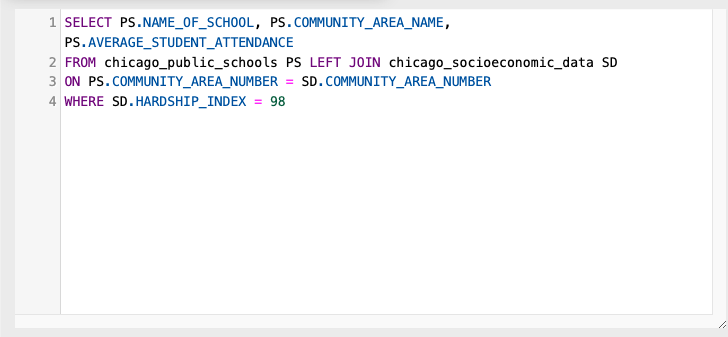 1 SELECT PS.NAME_OF_SCHOOL, PS.COMMUNITY_AREA_NAME,
PS.AVERAGE_STUDENT_ATTENDANCE
2 FROM chicago_public_schools PS LEFT JOIN chicago_socioeconomic_data SD
3 ON PS.COMMUNITY_AREA_NUMBER = SD.COMMUNITY_AREA_NUMBER
4 WHERE SD.HARDSHIP_INDEX = 98